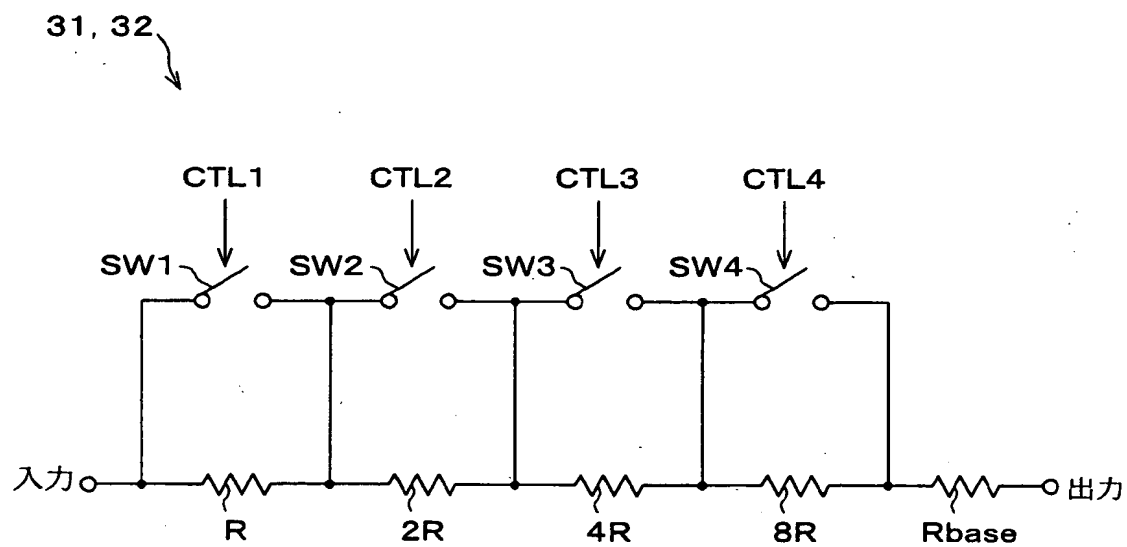 31, 32
CTL1 CTL2 CTL3 CTL4
SW1 SW2 SW3 SW4
入力 出力
R 2R 4R 8R Rbase